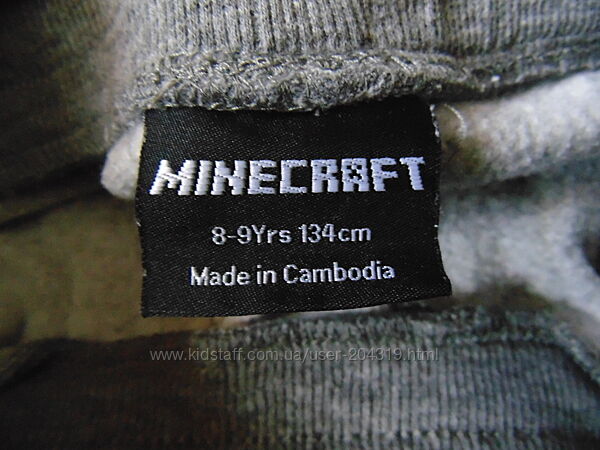 MINECRAFT
8-9Yrs 134cm
Made in Cambodia
www.kidstaff.com.ua/user-204319.html